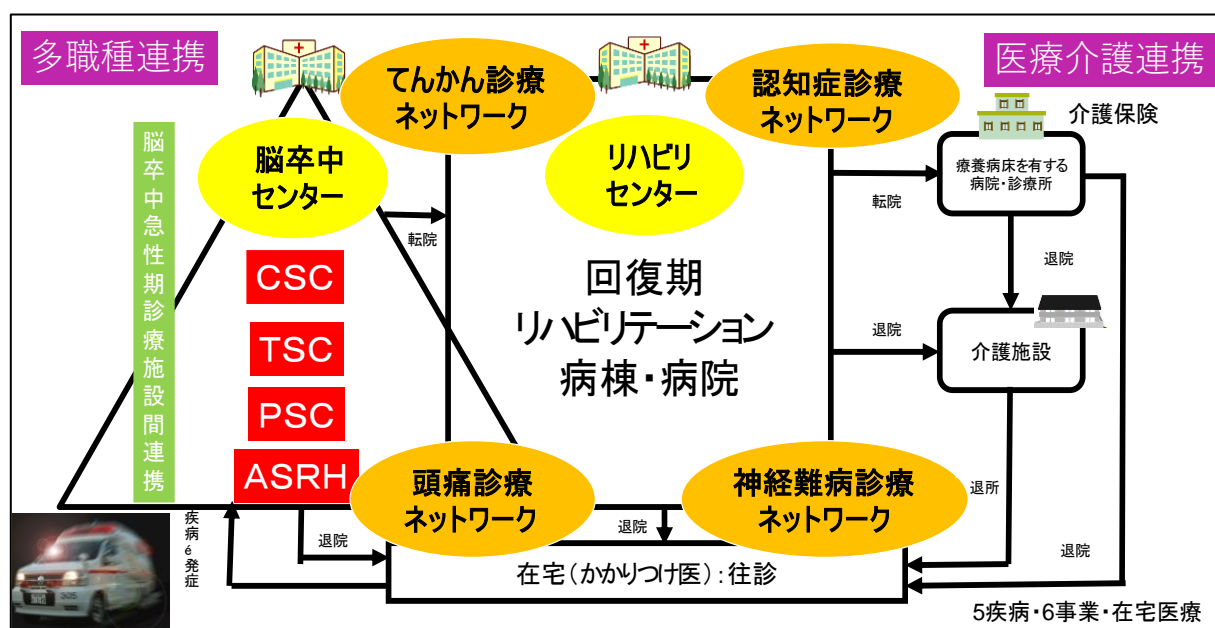 多職種連携
医療介護連携
てんかん診療
ネットワーク
認知症診療
ネットワーク
介護保険
脳卒中急性期診療施設間連携
脳卒中
センター
リハビリ
センター
療養病床を有する
病院・診療所
転院
転院
退院
CSC
TSC
PSC
ASRH
回復期
リハビリテーション
病棟・病院
退院
介護施設
頭痛診療
ネットワーク
神経難病診療
ネットワーク
退所
疾病é発症
退院
退院
退院
在宅(かかりつけ医):往診
5疾病・6事業・在宅医療